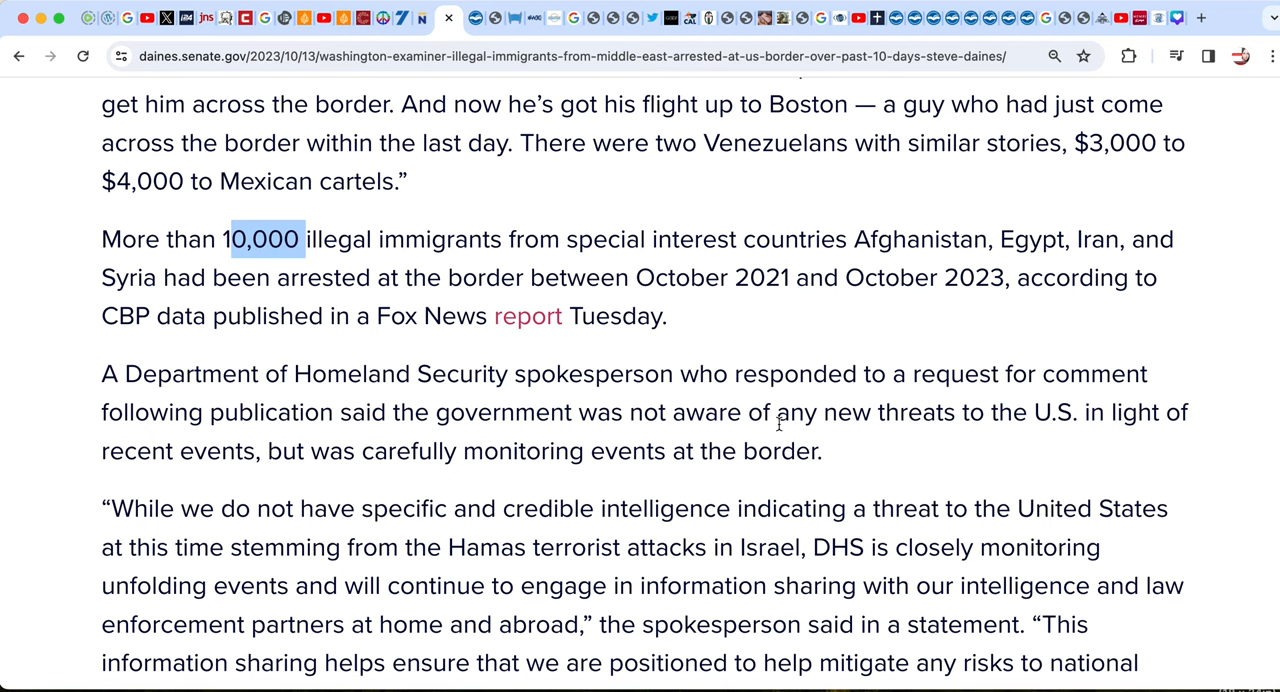 daines.senate.gov/2023/10/13/washington-examiner-illegal-immigrants-from-middle-east-arrested-at-us-border-over-past-10-days-steve-daines/
get him across the border. And now he’s got his flight up to Boston — a guy who had just come
across the border within the last day. There were two Venezuelans with similar stories, $3,000 to
$4,000 to Mexican cartels.”
More than 10,000 illegal immigrants from special interest countries Afghanistan, Egypt, Iran, and
Syria had been arrested at the border between October 2021 and October 2023, according to
CBP data published in a Fox News report Tuesday.
A Department of Homeland Security spokesperson who responded to a request for comment
following publication said the government was not aware of any new threats to the U.S. in light of
recent events, but was carefully monitoring events at the border.
“While we do not have specific and credible intelligence indicating a threat to the United States
at this time stemming from the Hamas terrorist attacks in Israel, DHS is closely monitoring
unfolding events and will continue to engage in information sharing with our intelligence and law
enforcement partners at home and abroad,” the spokesperson said in a statement. “This
information sharing helps ensure that we are positioned to help mitigate any risks to national